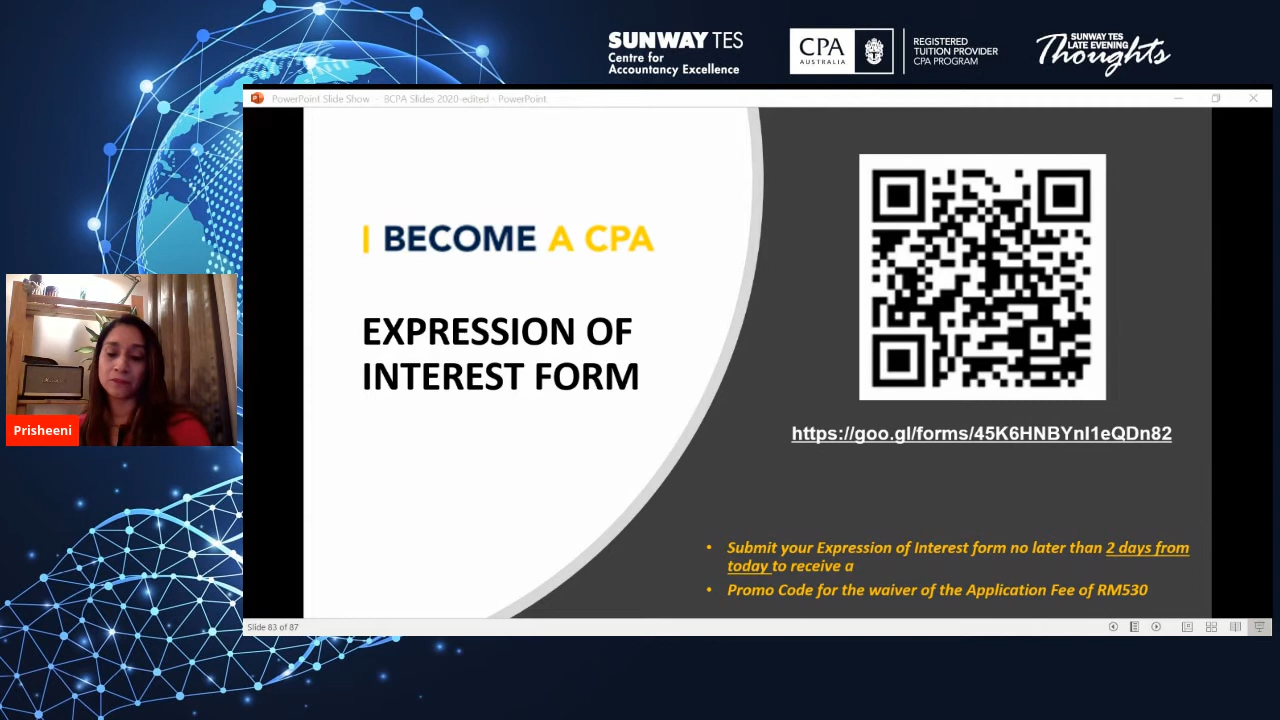 SUNWAY TES
Centre for
Accountancy Excellence
CPA
AUSTRALIA
REGISTERED
TUITION PROVIDER
CPA PROGRAM
SUNWAY TES
LATE EVENING
Thoughts
PowerPoint Slide Show - BCPA Slides 2020-edited - PowerPoint
| BECOME A CPA
EXPRESSION OF
INTEREST FORM
https://goo.gl/forms/45K6HNBYnI1eQDn82
Prisheeni
• Submit your Expression of Interest form no later than 2 days from
today to receive a
• Promo Code for the waiver of the Application Fee of RM530
Slide 83 of 87